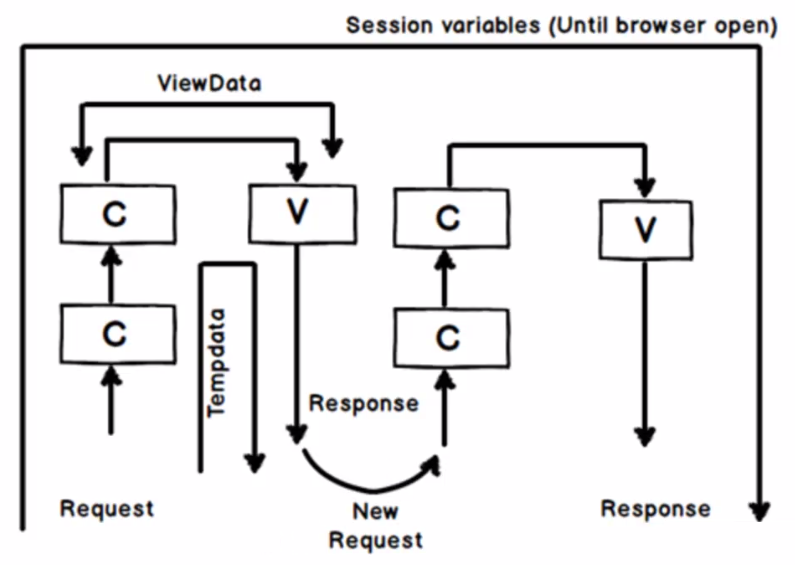 Session variables (Until browser open)
ViewData
C
V
C
V
C
C
Tempdata
Response
Request
New
Request
Response